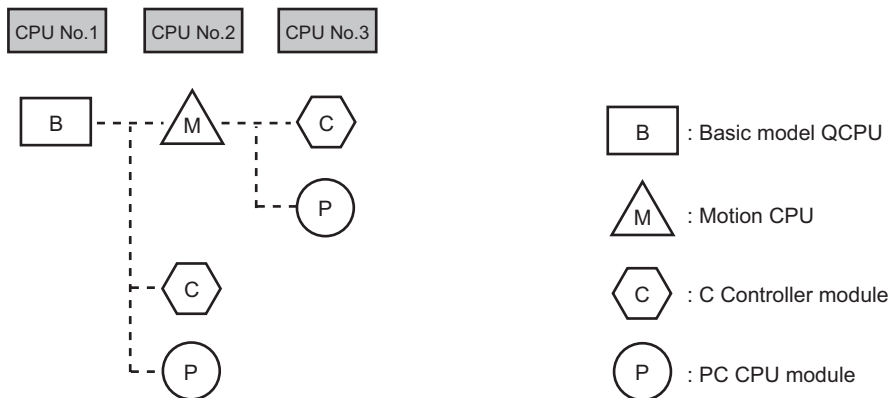 CPU No.1 CPU No.2 CPU No.3
B M C
P
C
P
B : Basic model QCPU
M : Motion CPU
C : C Controller module
P : PC CPU module